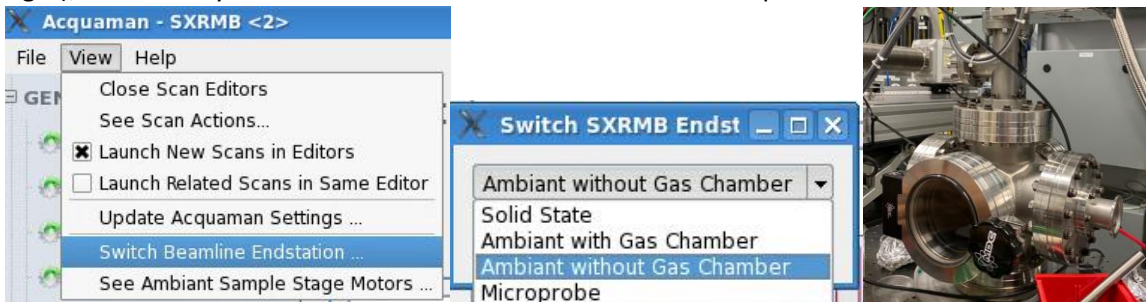 Acquaman - SXRMB <2>
File View Help
Close Scan Editors
See Scan Actions...
Launch New Scans in Editors
Launch Related Scans in Same Editor
Update Acquaman Settings ...
Switch Beamline Endstation ...
See Ambiant Sample Stage Motors ...
GEN
Switch SXRMB Endst
Ambiant without Gas Chamber
Solid State
Ambiant with Gas Chamber
Ambiant without Gas Chamber
Microprobe